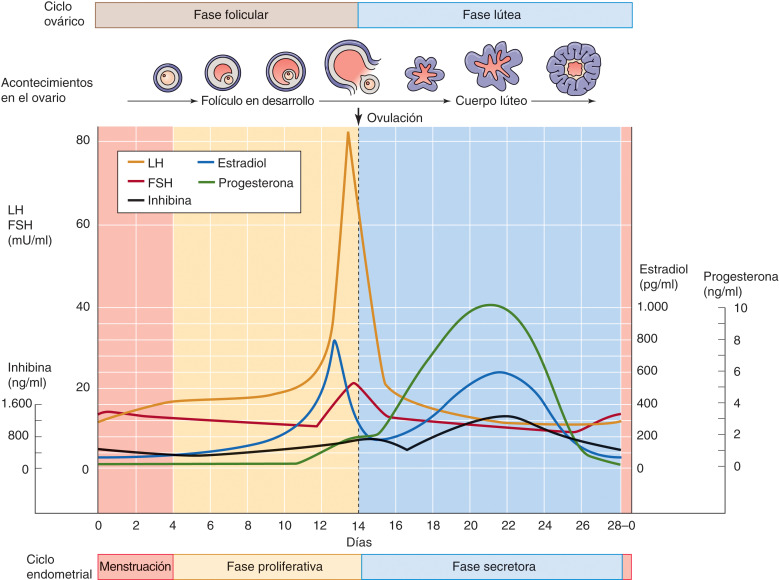 Ciclo
ovárico
Fase folicular
Fase lútea
Acontecimientos
en el ovario
Folículo en desarrollo
Cuerpo lúteo
Ovulación
LH
Estradiol
FSH
Progesterona
Inhibina
LH
FSH
(mU/ml)
80
60
40
20
0
Inhibina
(ng/ml)
1.600
800
0
Estradiol
(pg/ml)
1.000
800
600
400
200
0
Progesterona
(ng/ml)
10
8
6
4
2
0
0 2 4 6 8 10 12 14 16 18 20 22 24 26 28–0
Días
Ciclo
endometrial
Menstruación
Fase proliferativa
Fase secretora